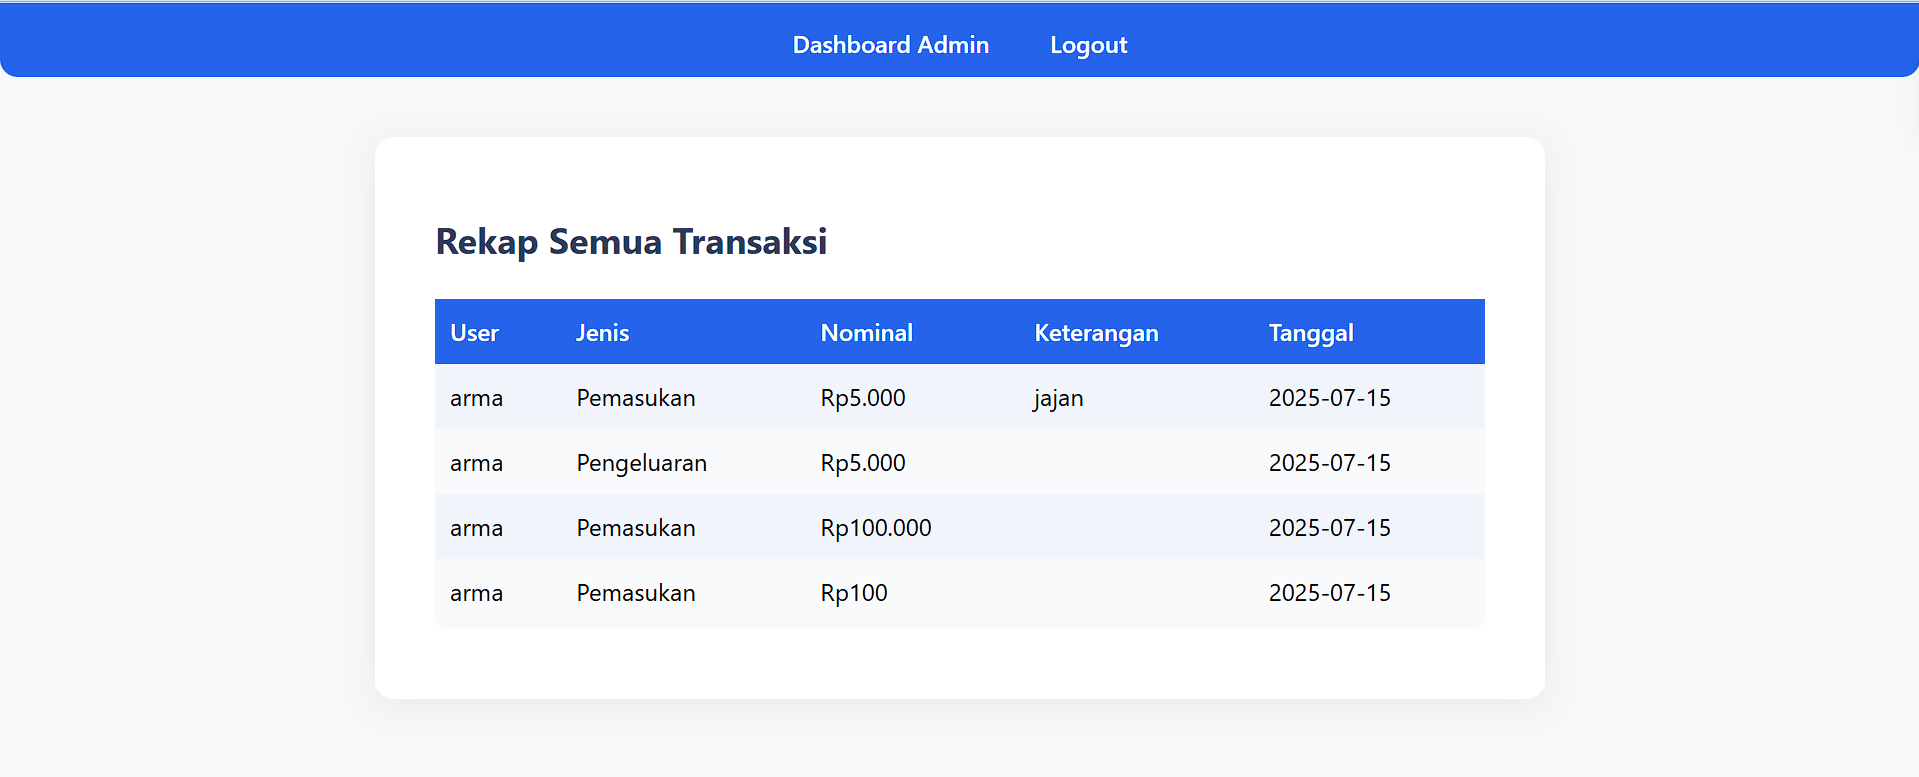 Dashboard Admin Logout
Rekap Semua Transaksi
User Jenis Nominal Keterangan Tanggal
arma Pemasukan Rp5.000 jajan 2025-07-15
arma Pengeluaran Rp5.000 2025-07-15
arma Pemasukan Rp100.000 2025-07-15
arma Pemasukan Rp100 2025-07-15